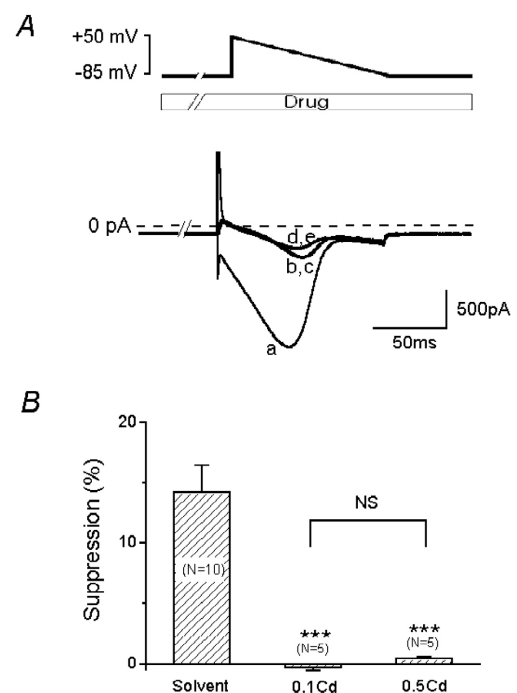 A
+50 mV
-85 mV
Drug
0 pA
d,e
b,c
a
500pA
50ms
B
20
NS
Suppression (%)
10
(N=10)
***
(N=5)
***
(N=5)
0
Solvent
0.1Cd
0.5Cd